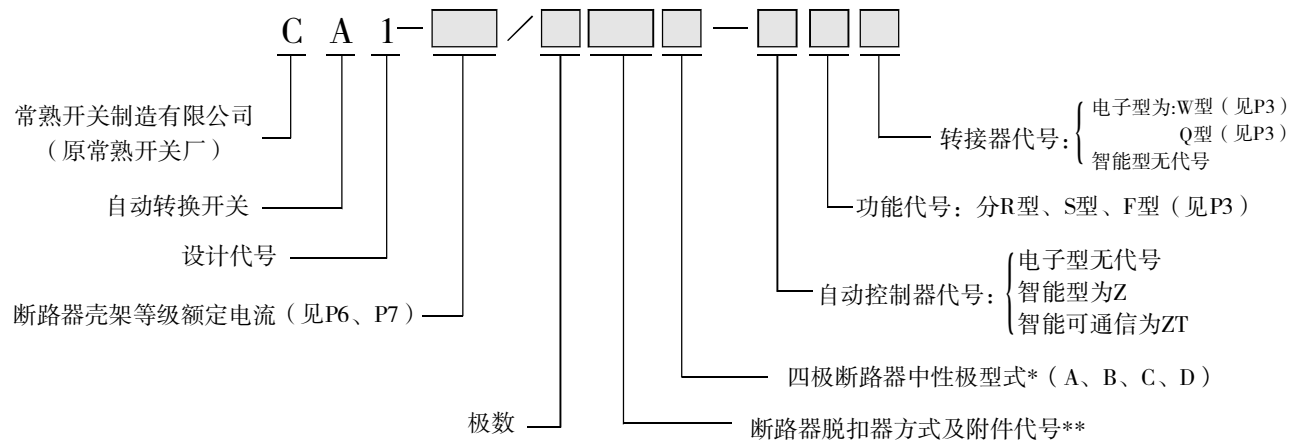 C A 1－／－
常熟开关制造有限公司
（原常熟开关厂）
自动转换开关
设计代号
断路器壳架等级额定电流（见P6、P7）
极数
转接器代号：
电子型为:W型（见P3）
Q型（见P3）
智能型无代号
功能代号：分R型、S型、F型（见P3）
自动控制器代号：
电子型无代号
智能型为Z
智能可通信为ZT
四极断路器中性极型式*（A、B、C、D）
断路器脱扣器方式及附件代号**